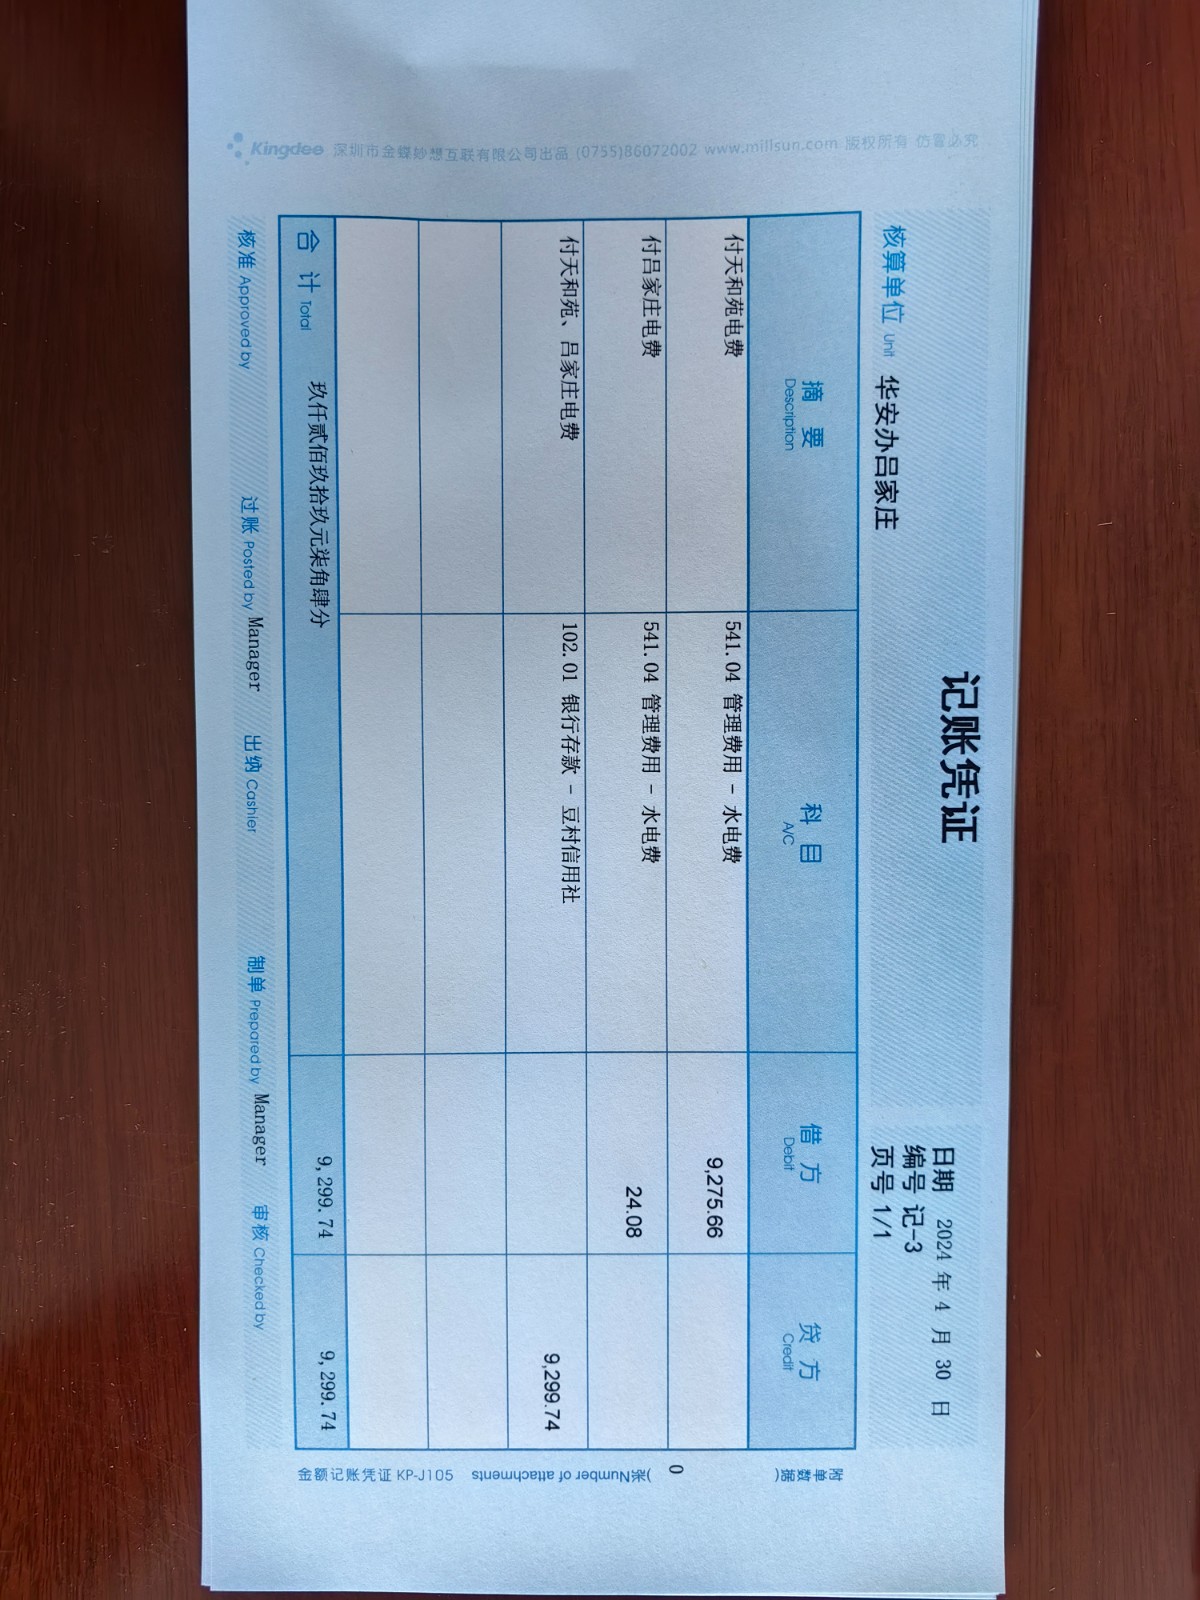 记账凭证
日期 2024 年 4 月 30 日
编号 记-3
核算单位 Unit 华安办吕家庄
页号 1/1
摘要 Description 科目 A/C 借方 Debit 贷方 Credit
付天和苑电费 541.04 管理费用 - 水电费 9,275.66
付吕家庄电费 541.04 管理费用 - 水电费 24.08
付天和苑、吕家庄电费 102.01 银行存款 - 豆村信用社 9,299.74
合计 Total 玖仟贰佰玖拾玖元柒角肆分 9,299.74 9,299.74
核准 Approved by 过账 Posted by Manager 出纳 Cashier 制单 Prepared by Manager 审核 Checked by
附单据数(
0
)张Number of attachments
金额记账凭证 KP-J105
Kingdee 深圳市金蝶妙想互联有限公司出品 (0755)86072002 www.millsun.com 版权所有 仿冒必究